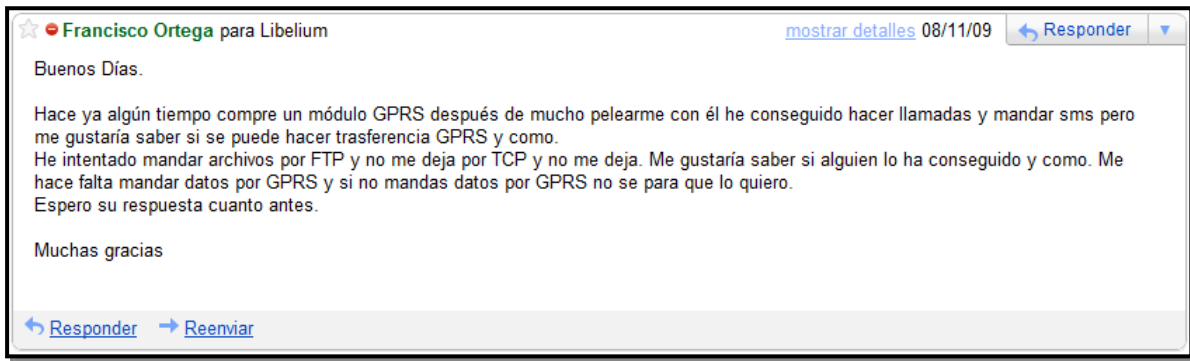 Francisco Ortega para Libelium mostrar detalles 08/11/09 Responder
Buenos Días.
Hace ya algún tiempo compre un módulo GPRS después de mucho pelearme con él he conseguido hacer llamadas y mandar sms pero
me gustaría saber si se puede hacer trasferencia GPRS y como.
He intentado mandar archivos por FTP y no me deja por TCP y no me deja. Me gustaría saber si alguien lo ha conseguido y como. Me
hace falta mandar datos por GPRS y si no mandas datos por GPRS no se para que lo quiero.
Espero su respuesta cuanto antes.
Muchas gracias
Responder Reenviar